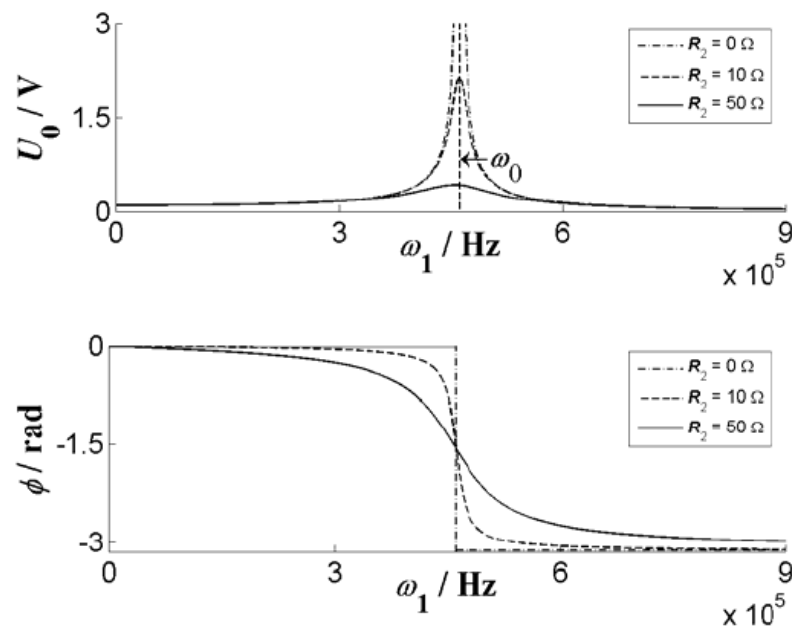 3
1.5
0
U0 / V
R2 = 0 Ω
R2 = 10 Ω
R2 = 50 Ω
ω0
0 3 6 9
ω1 / Hz
x 10^5
0
-1.5
-3
ϕ / rad
R2 = 0 Ω
R2 = 10 Ω
R2 = 50 Ω
0 3 6 9
ω1 / Hz
x 10^5